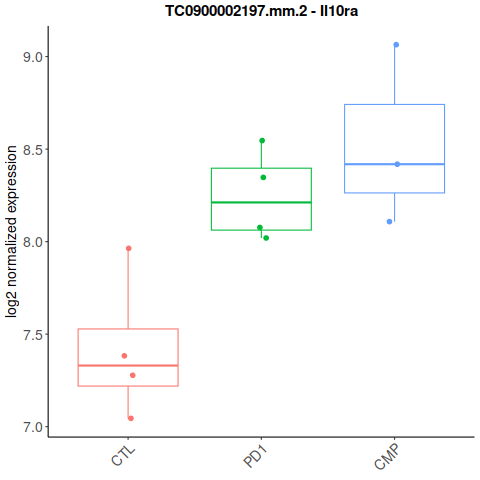 TC0900002197.mm.2 - Il10ra
log2 normalized expression
9.0
8.5
8.0
7.5
7.0
CTL
PD1
CMP